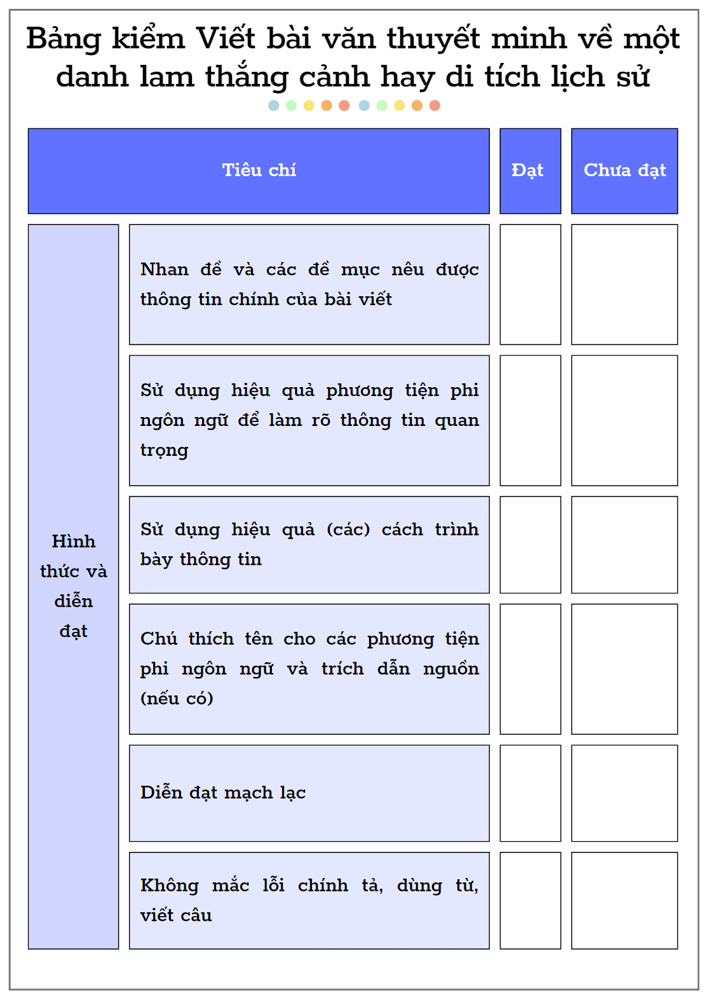 Bảng kiểm Viết bài văn thuyết minh về một
danh lam thắng cảnh hay di tích lịch sử
Tiêu chí
Đạt
Chưa đạt
Hình
thức và
diễn
đạt
Nhan đề và các đề mục nêu được
thông tin chính của bài viết
Sử dụng hiệu quả phương tiện phi
ngôn ngữ để làm rõ thông tin quan
trọng
Sử dụng hiệu quả (các) cách trình
bày thông tin
Chú thích tên cho các phương tiện
phi ngôn ngữ và trích dẫn nguồn
(nếu có)
Diễn đạt mạch lạc
Không mắc lỗi chính tả, dùng từ,
viết câu